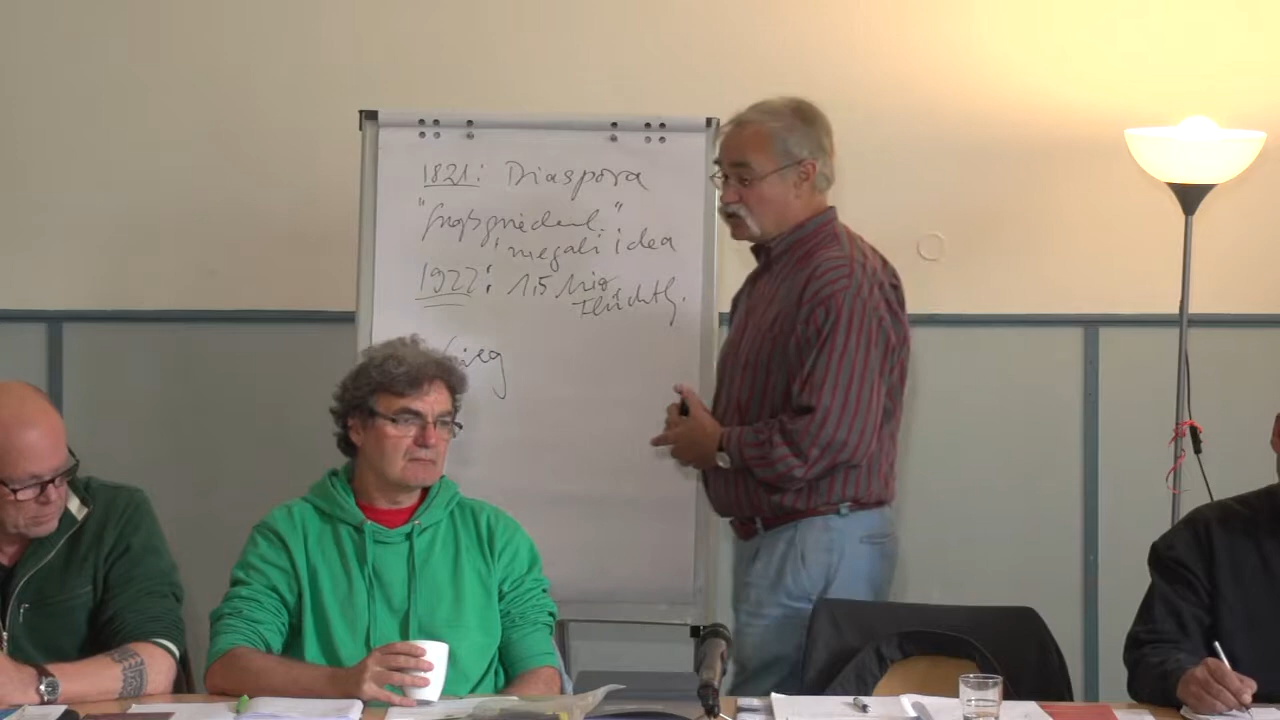 1821: Diaspora
"Großgriechenl."
megali idea
1922: 1,5 Mio
Flüchtl.